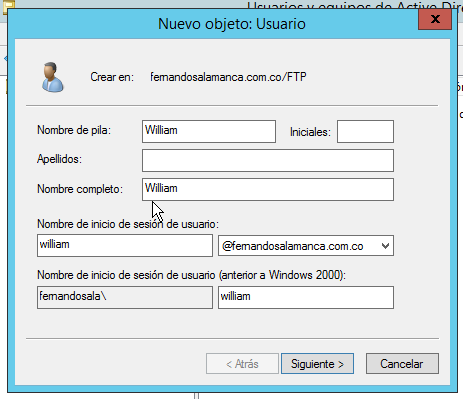 Usuarios y equipos de Active Dire
Nuevo objeto: Usuario
x
Crear en: fernandosalamanca.com.co/FTP
Nombre de pila: William Iniciales:
Apellidos:
Nombre completo: William
Nombre de inicio de sesión de usuario:
william @fernandosalamanca.com.co
Nombre de inicio de sesión de usuario (anterior a Windows 2000):
fernandosala\ william
< Atrás Siguiente > Cancelar